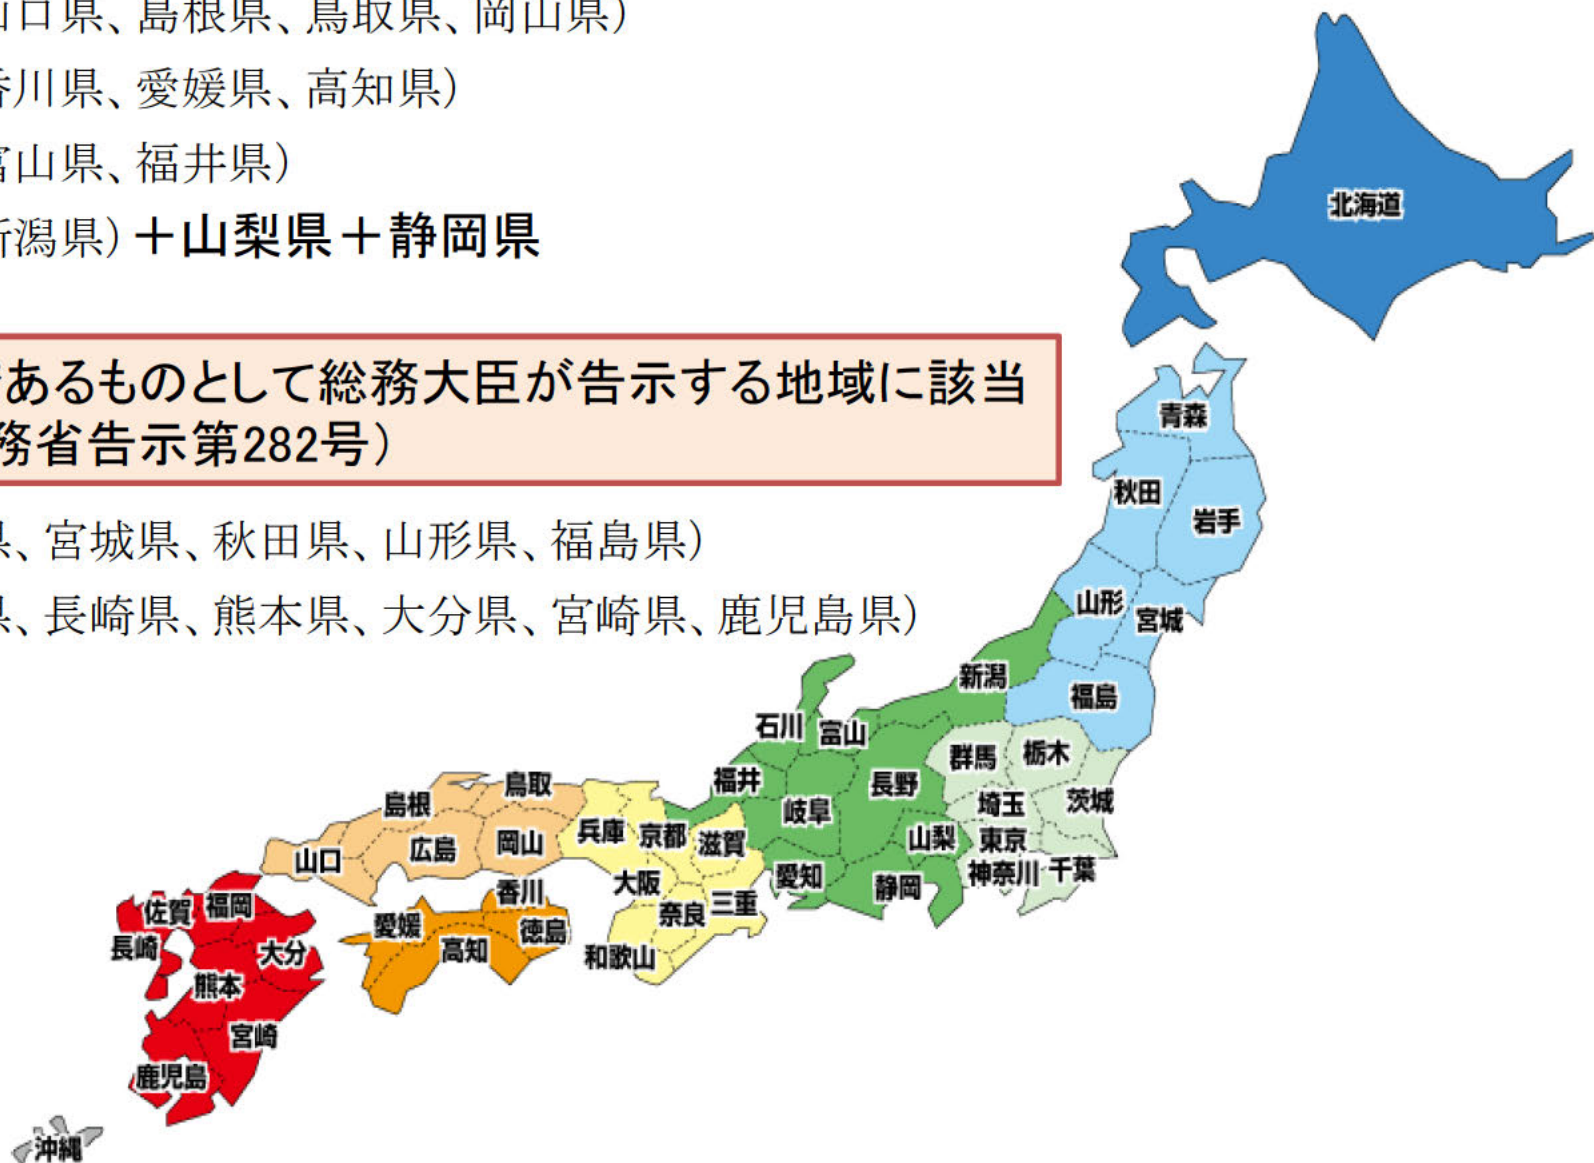 山口県、島根県、鳥取県、岡山県）
香川県、愛媛県、高知県）
富山県、福井県）
新潟県）＋山梨県＋静岡県
あるものとして総務大臣が告示する地域に該当
務省告示第282号）
県、宮城県、秋田県、山形県、福島県）
県、長崎県、熊本県、大分県、宮崎県、鹿児島県）
北海道
青森
秋田
岩手
山形
宮城
新潟
福島
石川
富山
群馬
栃木
福井
長野
鳥取
島根
岐阜
埼玉
茨城
兵庫
京都
滋賀
山梨
東京
山口
広島
岡山
大阪
愛知
静岡
神奈川
千葉
香川
奈良
三重
佐賀
福岡
愛媛
徳島
長崎
大分
高知
和歌山
熊本
宮崎
鹿児島
沖縄